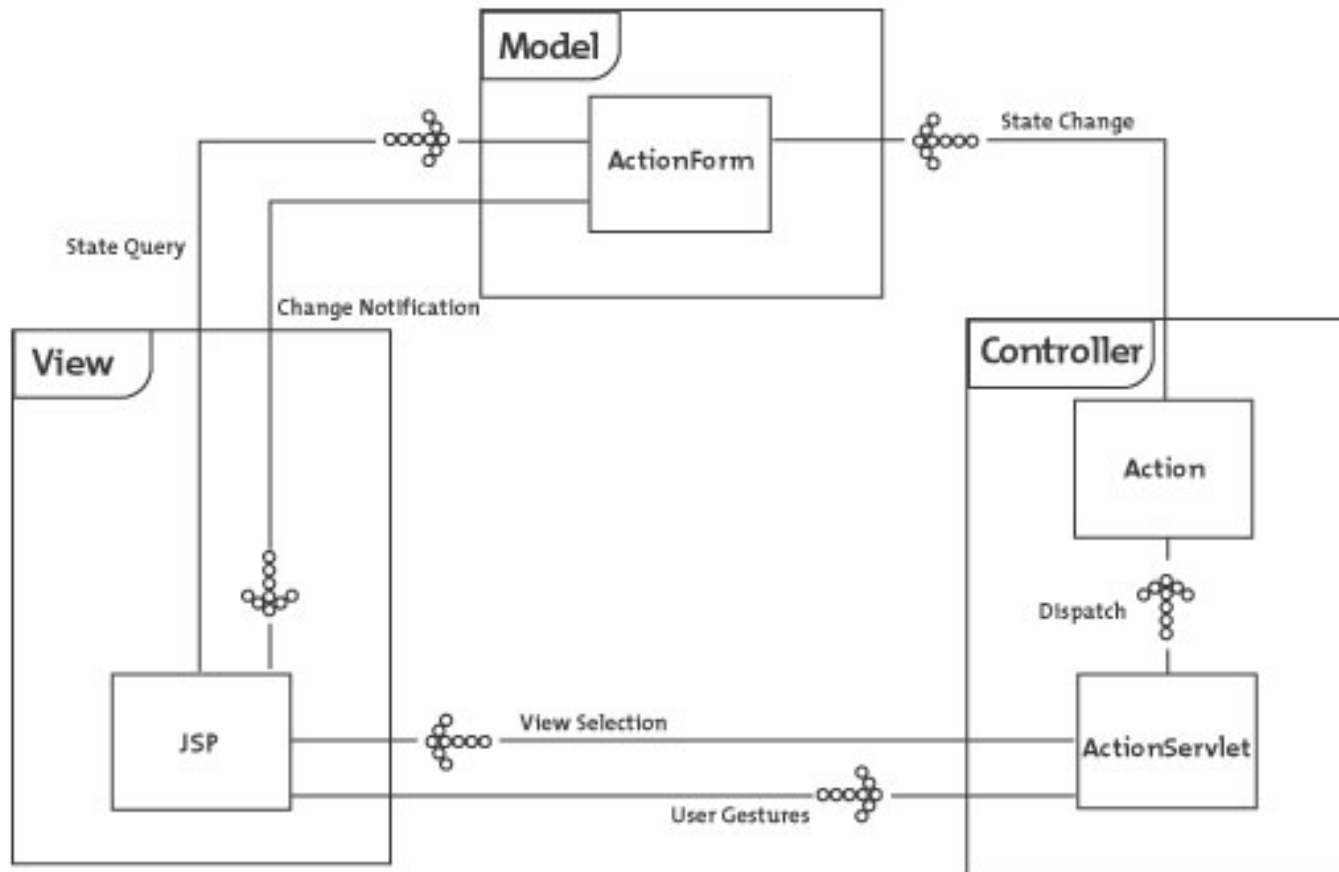 Model
ActionForm
State Change
State Query
Change Notification
View
Controller
Action
Dispatch
View Selection
JSP
ActionServlet
User Gestures